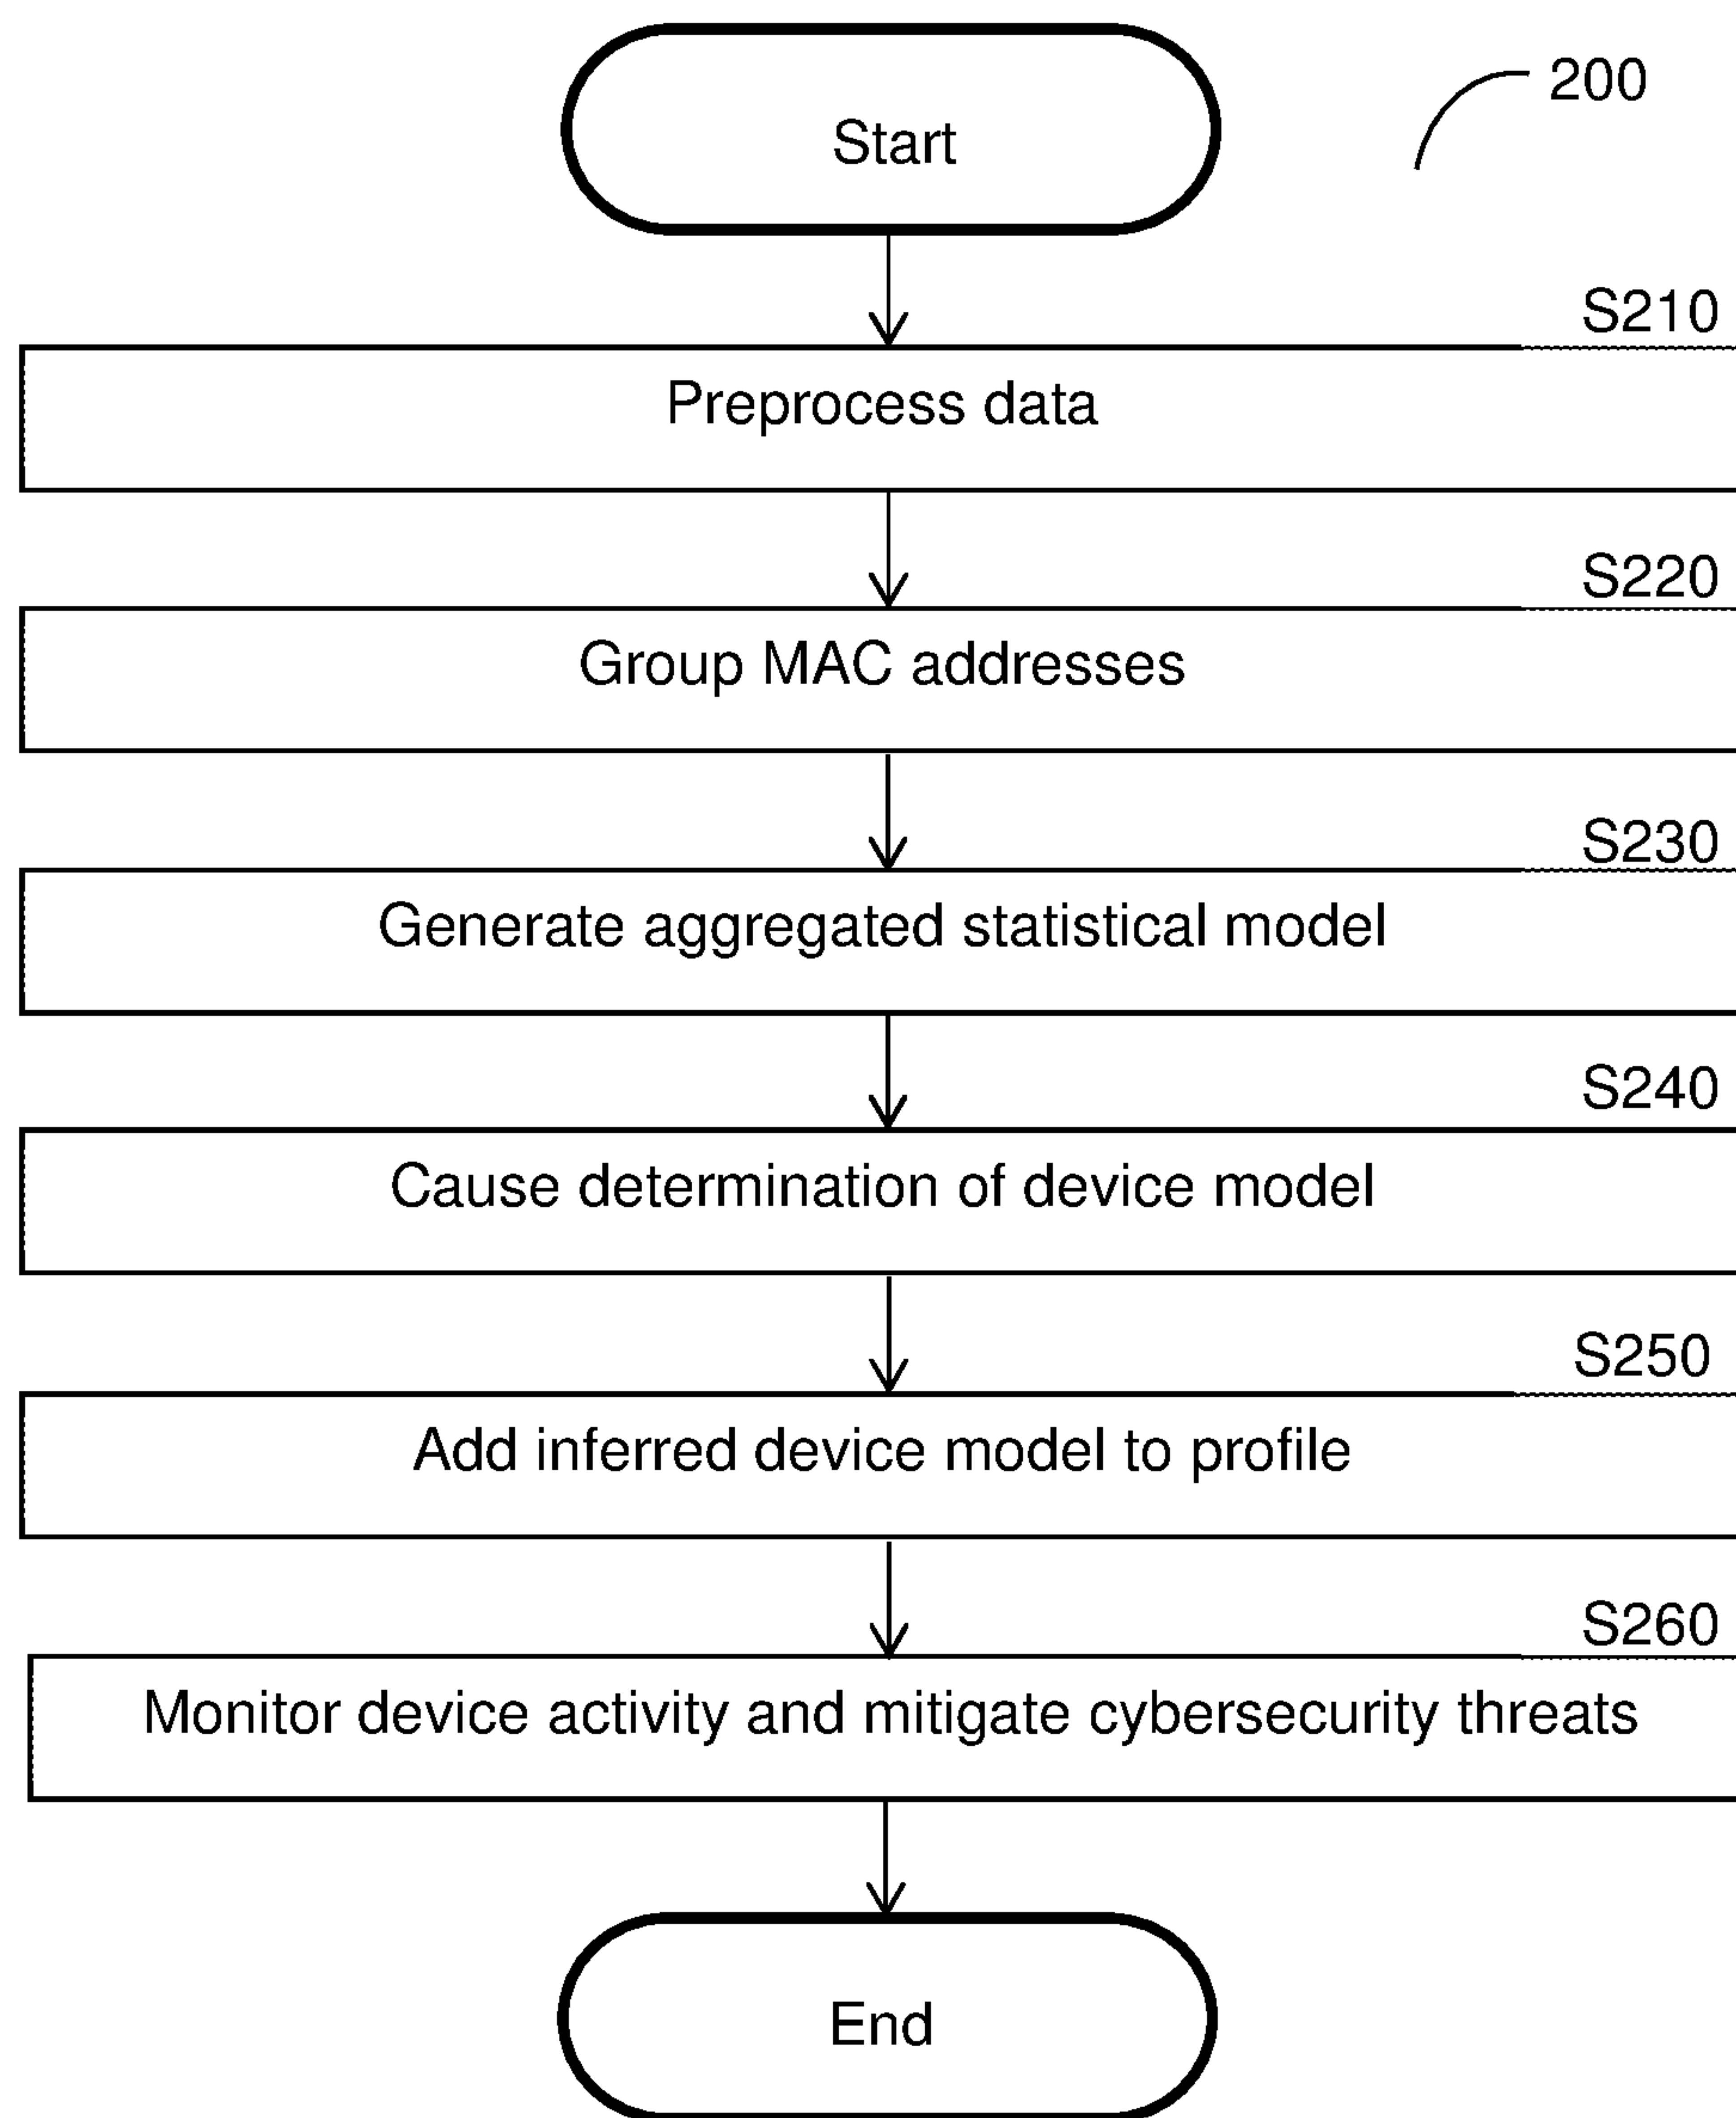 Start
200
S210
Preprocess data
S220
Group MAC addresses
S230
Generate aggregated statistical model
S240
Cause determination of device model
S250
Add inferred device model to profile
S260
Monitor device activity and mitigate cybersecurity threats
End